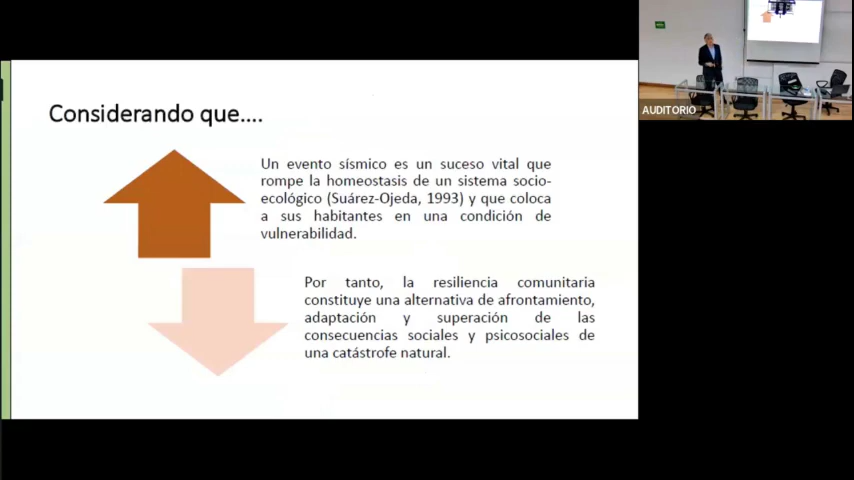 Considerando que....
Un evento sísmico es un suceso vital que
rompe la homeostasis de un sistema socio-
ecológico (Suárez-Ojeda, 1993) y que coloca
a sus habitantes en una condición de
vulnerabilidad.
Por tanto, la resiliencia comunitaria
constituye una alternativa de afrontamiento,
adaptación y superación de las
consecuencias sociales y psicosociales de
una catástrofe natural.
AUDITORIO